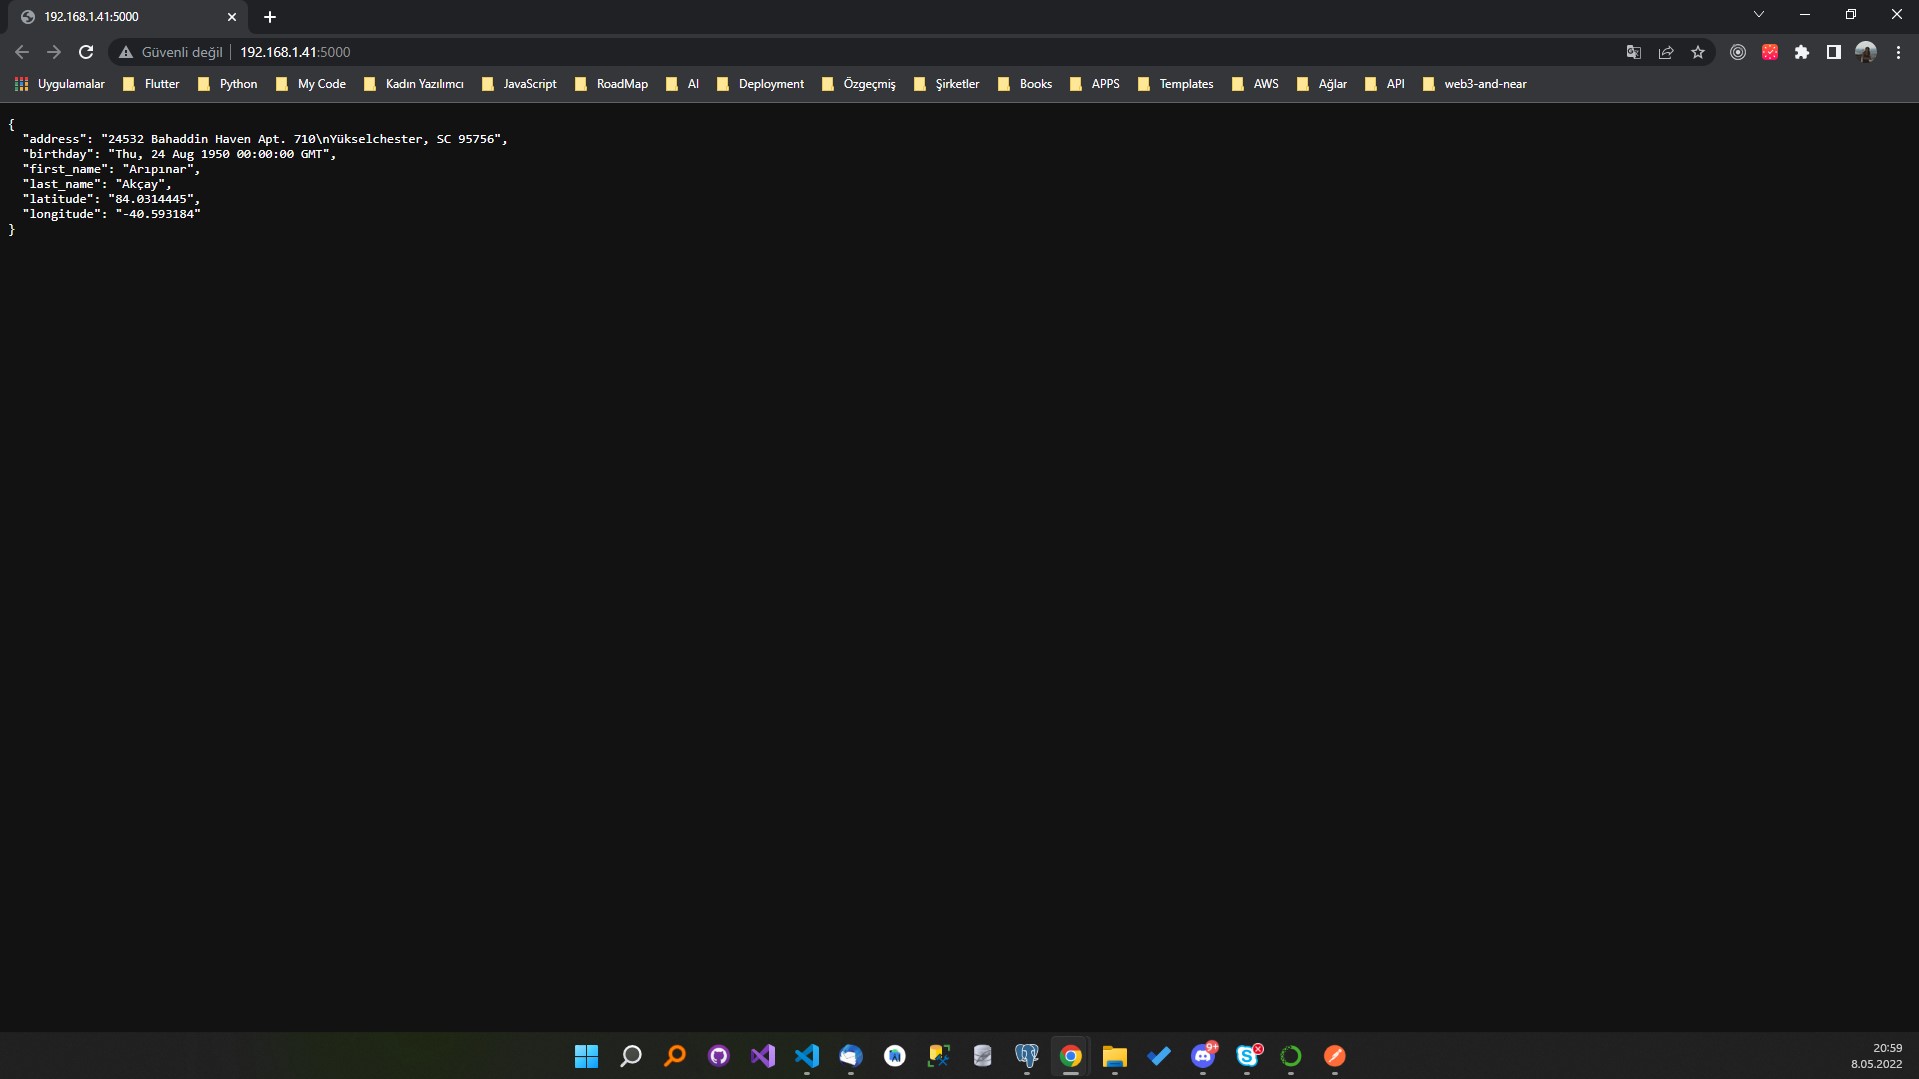 192.168.1.41:5000
Güvenli değil 192.168.1.41:5000
Uygulamalar Flutter Python My Code Kadın Yazılımcı JavaScript RoadMap AI Deployment Özgeçmiş Şirketler Books APPS Templates AWS Ağlar API web3-and-near
{
"address": "24532 Bahaddin Haven Apt. 710\nYükselchester, SC 95756",
"birthday": "Thu, 24 Aug 1950 00:00:00 GMT",
"first_name": "Arıpınar",
"last_name": "Akçay",
"latitude": "84.0314445",
"longitude": "-40.593184"
}
9+
20:59
8.05.2022